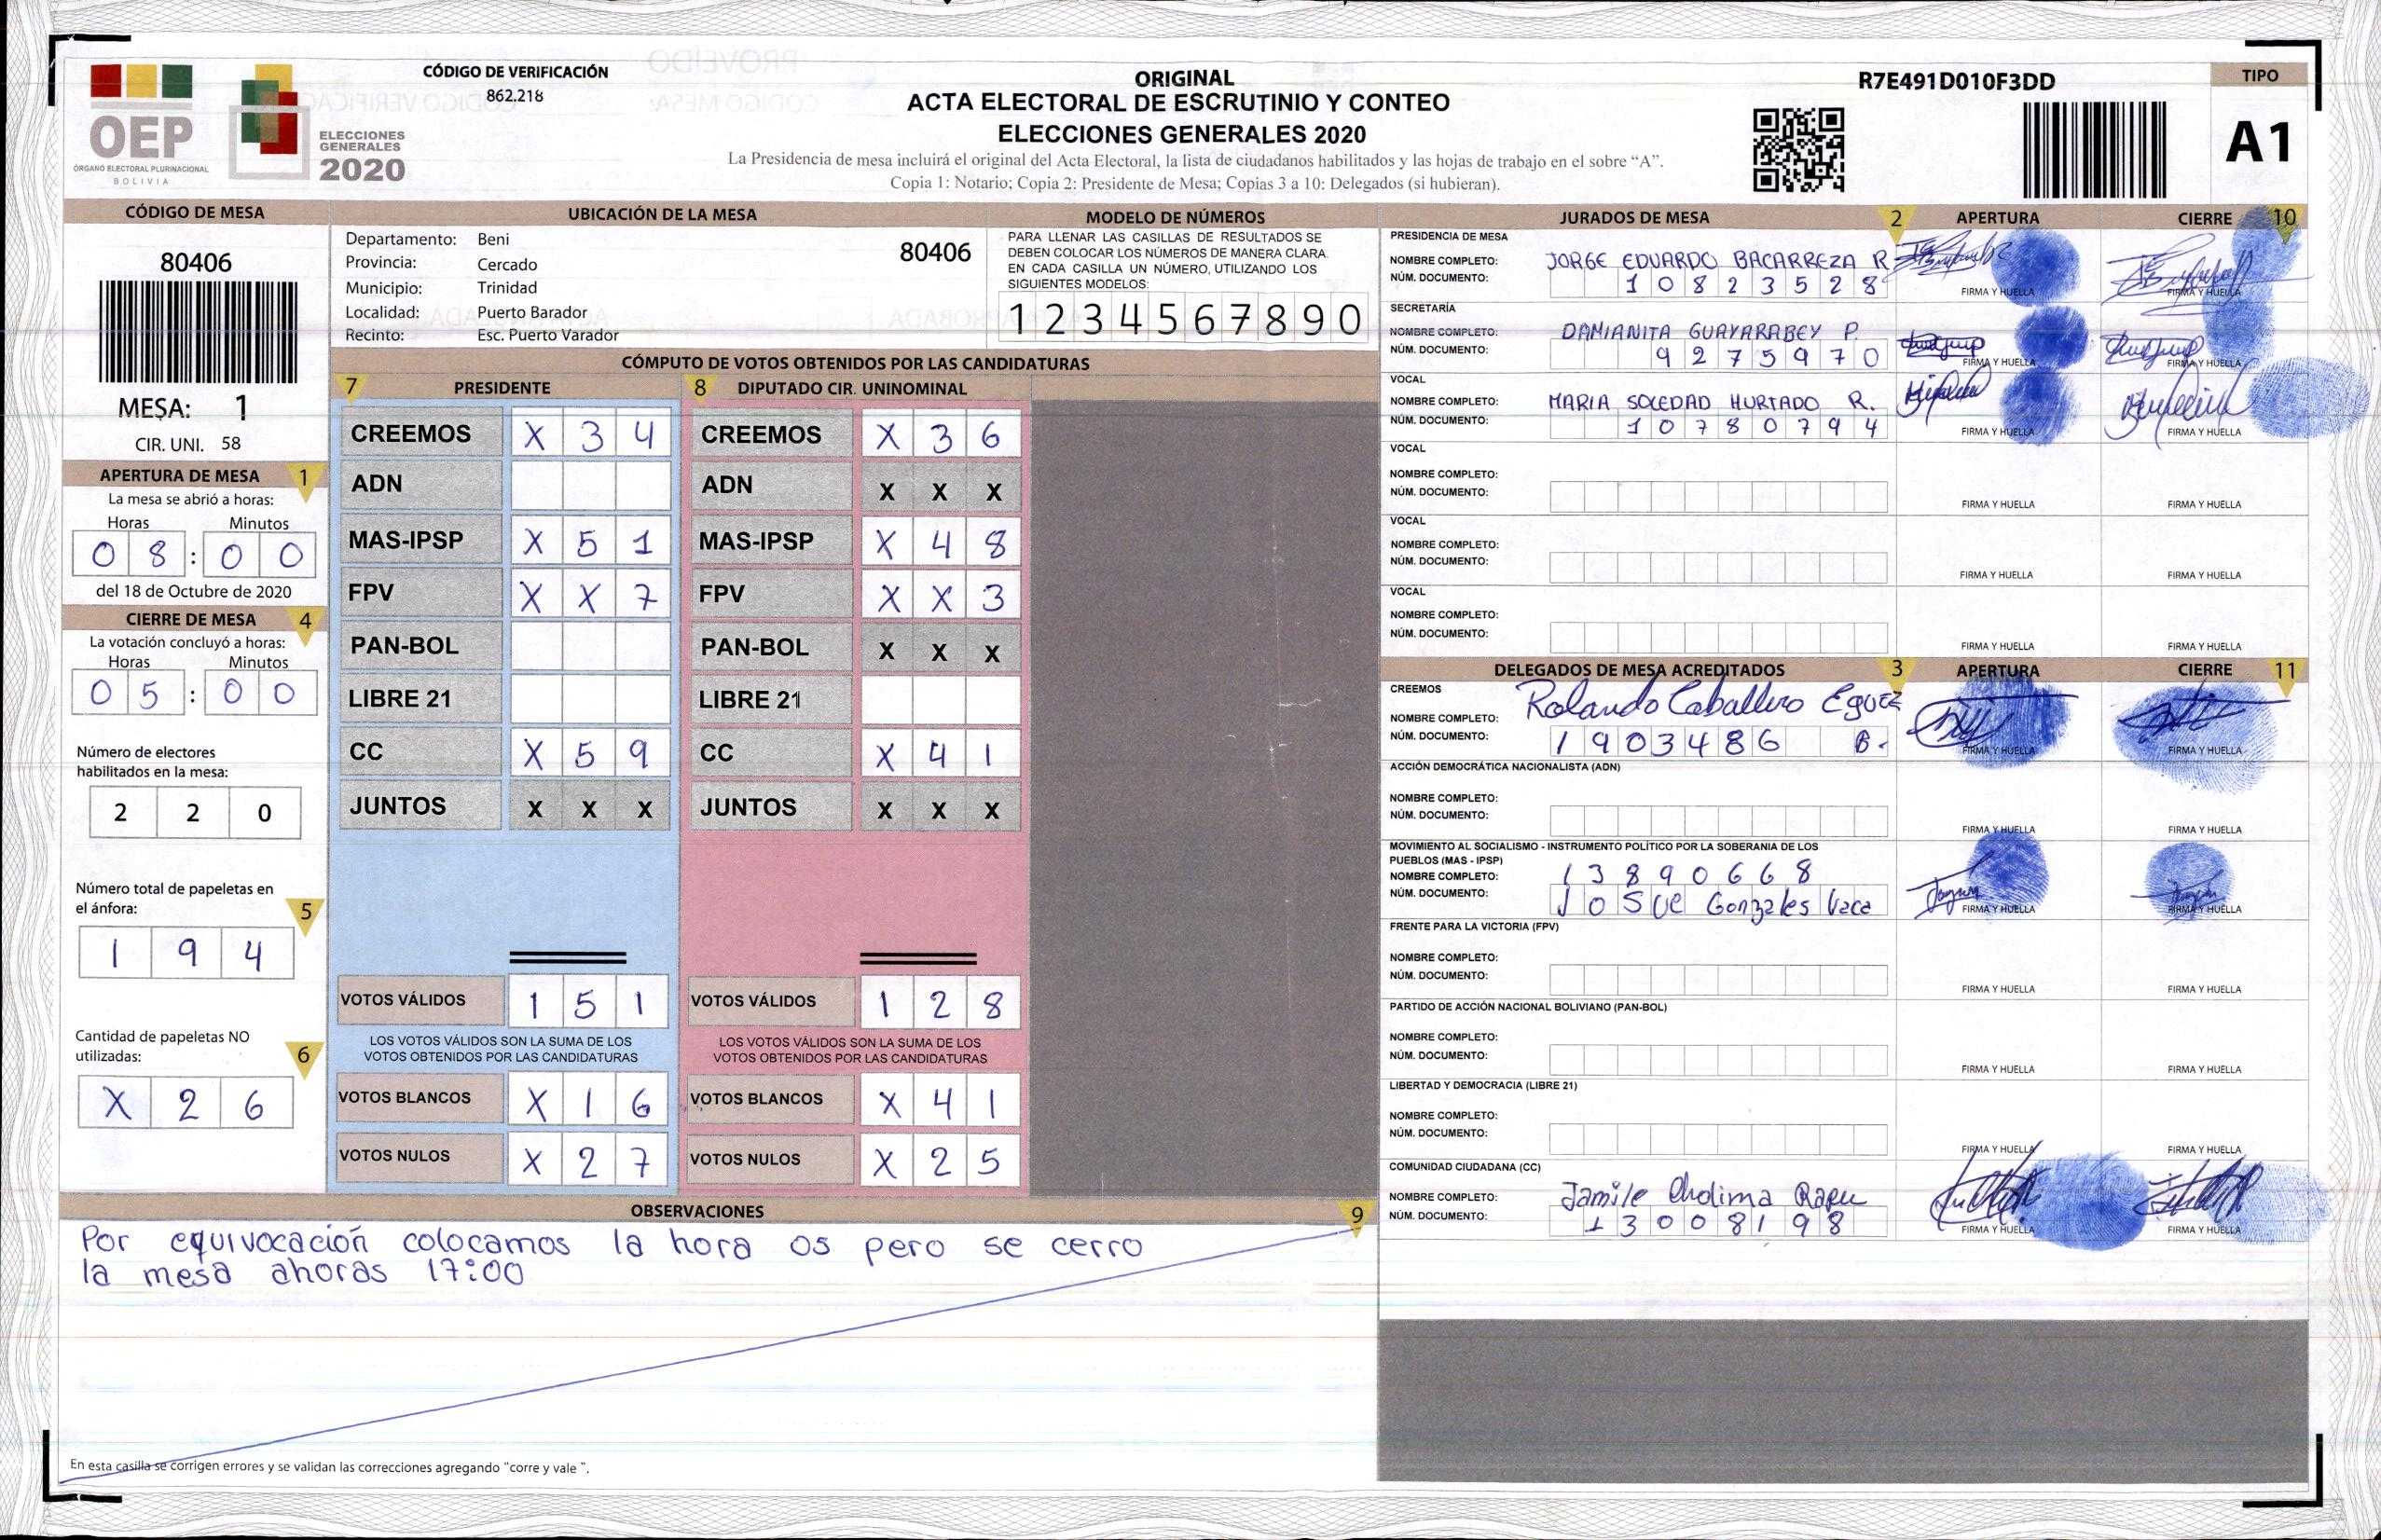 CÓDIGO DE VERIFICACIÓN
862.218
OEP
ÓRGANO ELECTORAL PLURINACIONAL
BOLIVIA
ELECCIONES
GENERALES
2020
ORIGINAL
ACTA ELECTORAL DE ESCRUTINIO Y CONTEO
ELECCIONES GENERALES 2020
La Presidencia de mesa incluirá el original del Acta Electoral, la lista de ciudadanos habilitados y las hojas de trabajo en el sobre “A”.
Copia 1: Notario; Copia 2: Presidente de Mesa; Copias 3 a 10: Delegados (si hubieran).
R7E491D010F3DD
TIPO
A1
CÓDIGO DE MESA
80406
MESA: 1
CIR. UNI. 58
APERTURA DE MESA 1
La mesa se abrió a horas:
Horas Minutos
0 8 : 0 0
del 18 de Octubre de 2020
CIERRE DE MESA 4
La votación concluyó a horas:
Horas Minutos
0 5 : 0 0
Número de electores
habilitados en la mesa:
2 2 0
Número total de papeletas en
el ánfora: 5
1 9 4
Cantidad de papeletas NO
utilizadas: 6
X 2 6
UBICACIÓN DE LA MESA
Departamento: Beni 80406
Provincia: Cercado
Municipio: Trinidad
Localidad: Puerto Barador
Recinto: Esc. Puerto Varador
MODELO DE NÚMEROS
PARA LLENAR LAS CASILLAS DE RESULTADOS SE
DEBEN COLOCAR LOS NÚMEROS DE MANERA CLARA.
EN CADA CASILLA UN NÚMERO, UTILIZANDO LOS
SIGUIENTES MODELOS:
1 2 3 4 5 6 7 8 9 0
CÓMPUTO DE VOTOS OBTENIDOS POR LAS CANDIDATURAS
7 PRESIDENTE
CREEMOS X 3 4
ADN
MAS-IPSP X 5 1
FPV X X 7
PAN-BOL
LIBRE 21
CC X 5 9
JUNTOS X X X
VOTOS VÁLIDOS 1 5 1
LOS VOTOS VÁLIDOS SON LA SUMA DE LOS
VOTOS OBTENIDOS POR LAS CANDIDATURAS
VOTOS BLANCOS X 1 6
VOTOS NULOS X 2 7
8 DIPUTADO CIR. UNINOMINAL
CREEMOS X 3 6
ADN X X X
MAS-IPSP X 4 8
FPV X X 3
PAN-BOL X X X
LIBRE 21
CC X 4 1
JUNTOS X X X
VOTOS VÁLIDOS 1 2 8
LOS VOTOS VÁLIDOS SON LA SUMA DE LOS
VOTOS OBTENIDOS POR LAS CANDIDATURAS
VOTOS BLANCOS X 4 1
VOTOS NULOS X 2 5
OBSERVACIONES 9
Por equivocación colocamos la hora 05 pero se cerro
la mesa ahoras 17:00
En esta casilla se corrigen errores y se validan las correcciones agregando “corre y vale ”.
JURADOS DE MESA 2 APERTURA CIERRE 10
PRESIDENCIA DE MESA
NOMBRE COMPLETO: JORGE EDUARDO BACARREZA R
NÚM. DOCUMENTO: 1 0 8 2 3 5 2 8
FIRMA Y HUELLA FIRMA Y HUELLA
SECRETARÍA
NOMBRE COMPLETO: DAMIANITA GUAYARABEY P.
NÚM. DOCUMENTO: 9 2 7 5 9 7 0
FIRMA Y HUELLA FIRMA Y HUELLA
VOCAL
NOMBRE COMPLETO: MARIA SOLEDAD HURTADO R.
NÚM. DOCUMENTO: 1 0 7 8 0 7 9 4
FIRMA Y HUELLA FIRMA Y HUELLA
VOCAL
NOMBRE COMPLETO:
NÚM. DOCUMENTO:
FIRMA Y HUELLA FIRMA Y HUELLA
VOCAL
NOMBRE COMPLETO:
NÚM. DOCUMENTO:
FIRMA Y HUELLA FIRMA Y HUELLA
VOCAL
NOMBRE COMPLETO:
NÚM. DOCUMENTO:
FIRMA Y HUELLA FIRMA Y HUELLA
DELEGADOS DE MESA ACREDITADOS 3 APERTURA CIERRE 11
CREEMOS
NOMBRE COMPLETO: Rolando Caballero Eguez
NÚM. DOCUMENTO: 1 9 0 3 4 8 6 B.
FIRMA Y HUELLA FIRMA Y HUELLA
ACCIÓN DEMOCRÁTICA NACIONALISTA (ADN)
NOMBRE COMPLETO:
NÚM. DOCUMENTO:
FIRMA Y HUELLA FIRMA Y HUELLA
MOVIMIENTO AL SOCIALISMO - INSTRUMENTO POLÍTICO POR LA SOBERANIA DE LOS
PUEBLOS (MAS - IPSP)
NOMBRE COMPLETO: 1 3 8 9 0 6 6 8
NÚM. DOCUMENTO: JOSUE Gonzales Vaca
FIRMA Y HUELLA FIRMA Y HUELLA
FRENTE PARA LA VICTORIA (FPV)
NOMBRE COMPLETO:
NÚM. DOCUMENTO:
FIRMA Y HUELLA FIRMA Y HUELLA
PARTIDO DE ACCIÓN NACIONAL BOLIVIANO (PAN-BOL)
NOMBRE COMPLETO:
NÚM. DOCUMENTO:
FIRMA Y HUELLA FIRMA Y HUELLA
LIBERTAD Y DEMOCRACIA (LIBRE 21)
NOMBRE COMPLETO:
NÚM. DOCUMENTO:
FIRMA Y HUELLA FIRMA Y HUELLA
COMUNIDAD CIUDADANA (CC)
NOMBRE COMPLETO: Jamile Cholima Rapu
NÚM. DOCUMENTO: 1 3 0 0 8 1 9 8
FIRMA Y HUELLA FIRMA Y HUELLA